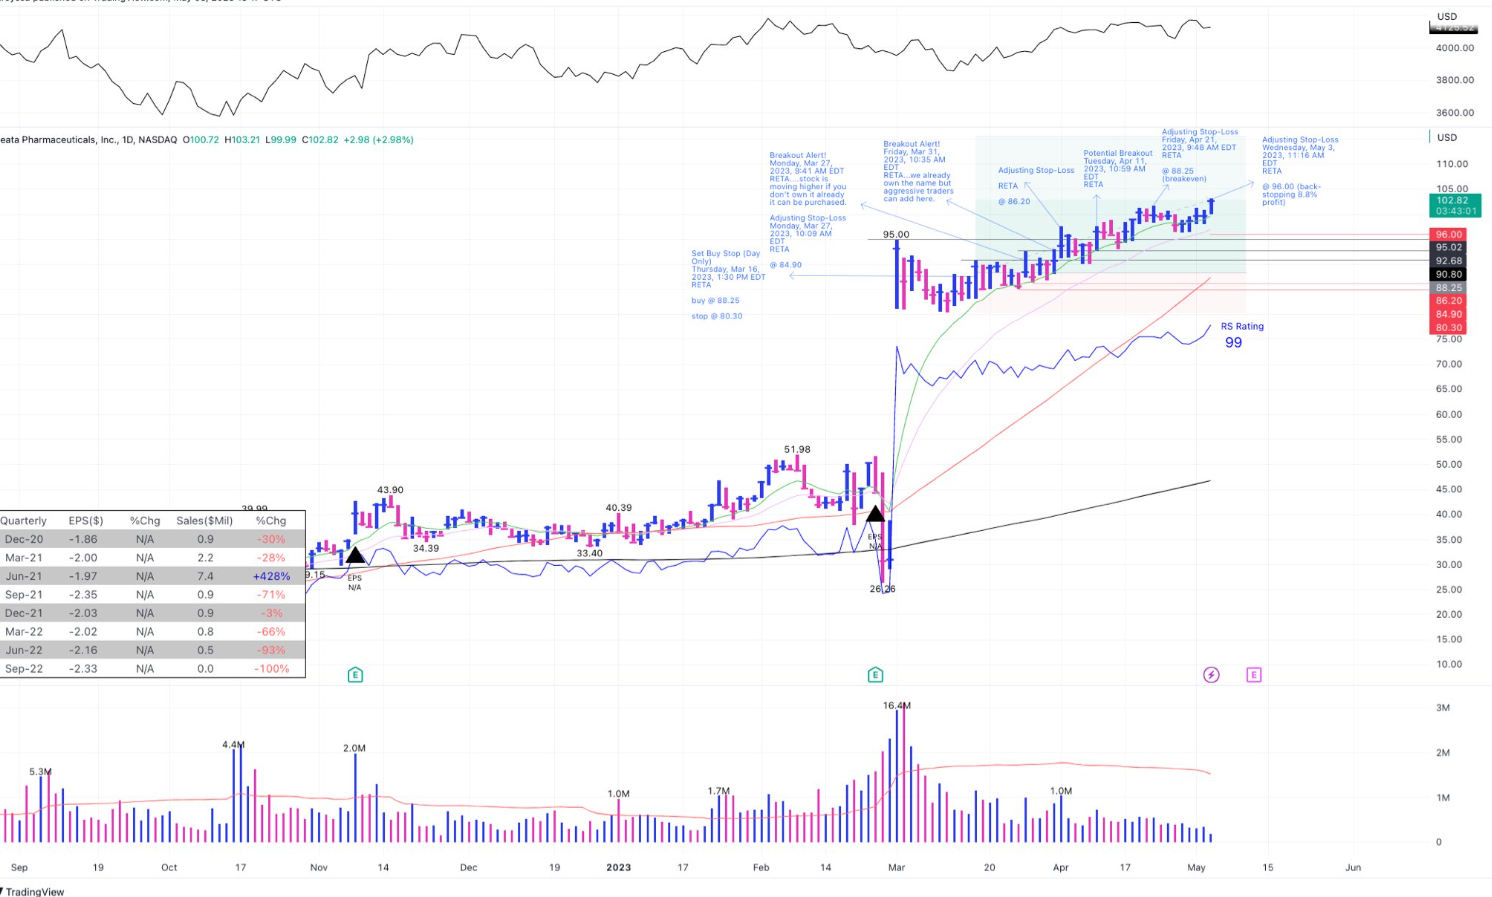 USD
4000.00
3800.00
3600.00
eata Pharmaceuticals, Inc., 1D, NASDAQ O100.72 H103.21 L99.99 C102.82 +2.98 (+2.98%)
USD
110.00
105.00
102.82
03:43:01
96.00
95.02
92.68
90.80
88.25
86.20
84.90
80.30
75.00
70.00
65.00
60.00
55.00
50.00
45.00
40.00
35.00
30.00
25.00
20.00
15.00
10.00
Set Buy Stop (Day
Only)
Thursday, Mar 16,
2023, 1:30 PM EDT
RETA
buy @ 88.25
stop @ 80.30
Breakout Alert!
Monday, Mar 27,
2023, 9:41 AM EDT
RETA....stock is
moving higher if you
don't own it already
it can be purchased.
Adjusting Stop-Loss
Monday, Mar 27,
2023, 10:09 AM
EDT
RETA
@ 84.90
Breakout Alert!
Friday, Mar 31,
2023, 10:35 AM
EDT
RETA...we already
own the name but
aggressive traders
can add here.
Adjusting Stop-Loss
RETA
@ 86.20
Potential Breakout
Tuesday, Apr 11,
2023, 10:59 AM
EDT
RETA
Adjusting Stop-Loss
Friday, Apr 21,
2023, 9:48 AM EDT
RETA
@ 88.25
(breakeven)
Adjusting Stop-Loss
Wednesday, May 3,
2023, 11:16 AM
EDT
RETA
@ 96.00 (back-
stopping 8.8%
profit)
95.00
RS Rating
99
51.98
43.90
39.99
40.39
34.39
33.40
9.15
26.26
EPS
N/A
EPS
N/A
Quarterly EPS($) %Chg Sales($Mil) %Chg
Dec-20 -1.86 N/A 0.9 -30%
Mar-21 -2.00 N/A 2.2 -28%
Jun-21 -1.97 N/A 7.4 +428%
Sep-21 -2.35 N/A 0.9 -71%
Dec-21 -2.03 N/A 0.9 -3%
Mar-22 -2.02 N/A 0.8 -66%
Jun-22 -2.16 N/A 0.5 -93%
Sep-22 -2.33 N/A 0.0 -100%
E
E
E
5.3M
4.4M
2.0M
1.0M
1.7M
16.4M
1.0M
3M
2M
1M
0
Sep 19 Oct 17 Nov 14 Dec 19 2023 17 Feb 14 Mar 20 Apr 17 May 15 Jun
TradingView